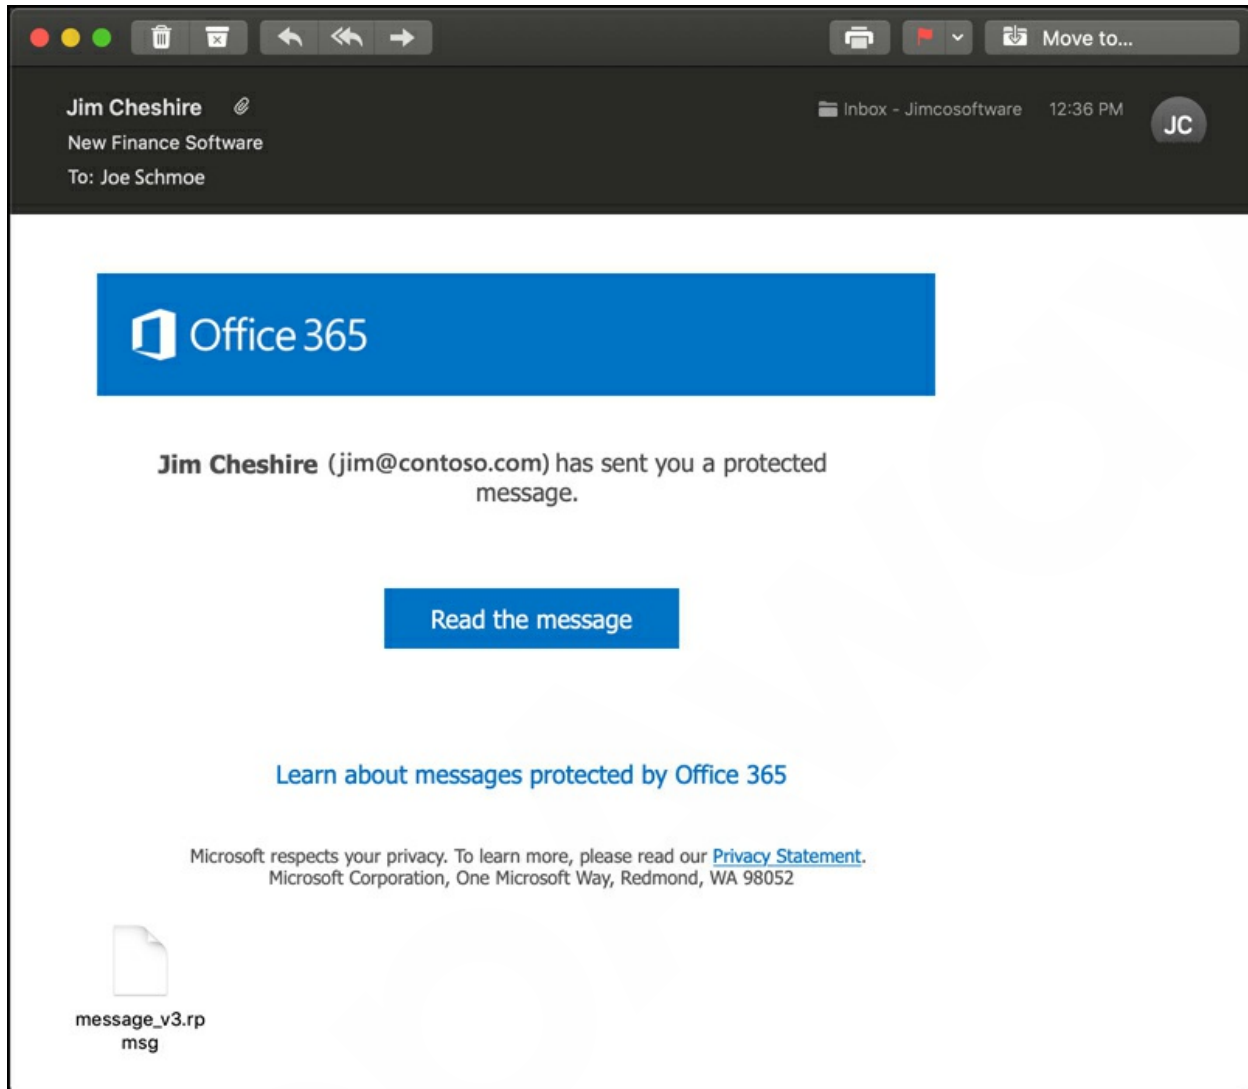 Move to...
Jim Cheshire
Inbox - Jimcosoftware 12:36 PM
JC
New Finance Software
To: Joe Schmoe
Office 365
Jim Cheshire (jim@contoso.com) has sent you a protected
message.
Read the message
Learn about messages protected by Office 365
Microsoft respects your privacy. To learn more, please read our Privacy Statement.
Microsoft Corporation, One Microsoft Way, Redmond, WA 98052
message_v3.rp
msg